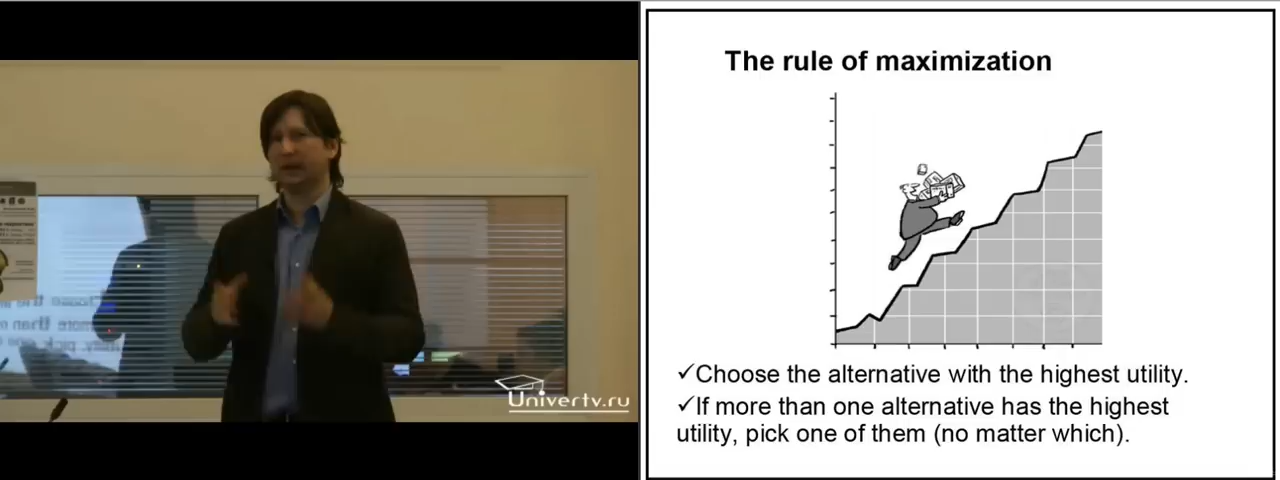 The rule of maximization
✓Choose the alternative with the highest utility.
✓If more than one alternative has the highest
utility, pick one of them (no matter which).
Univertv.ru